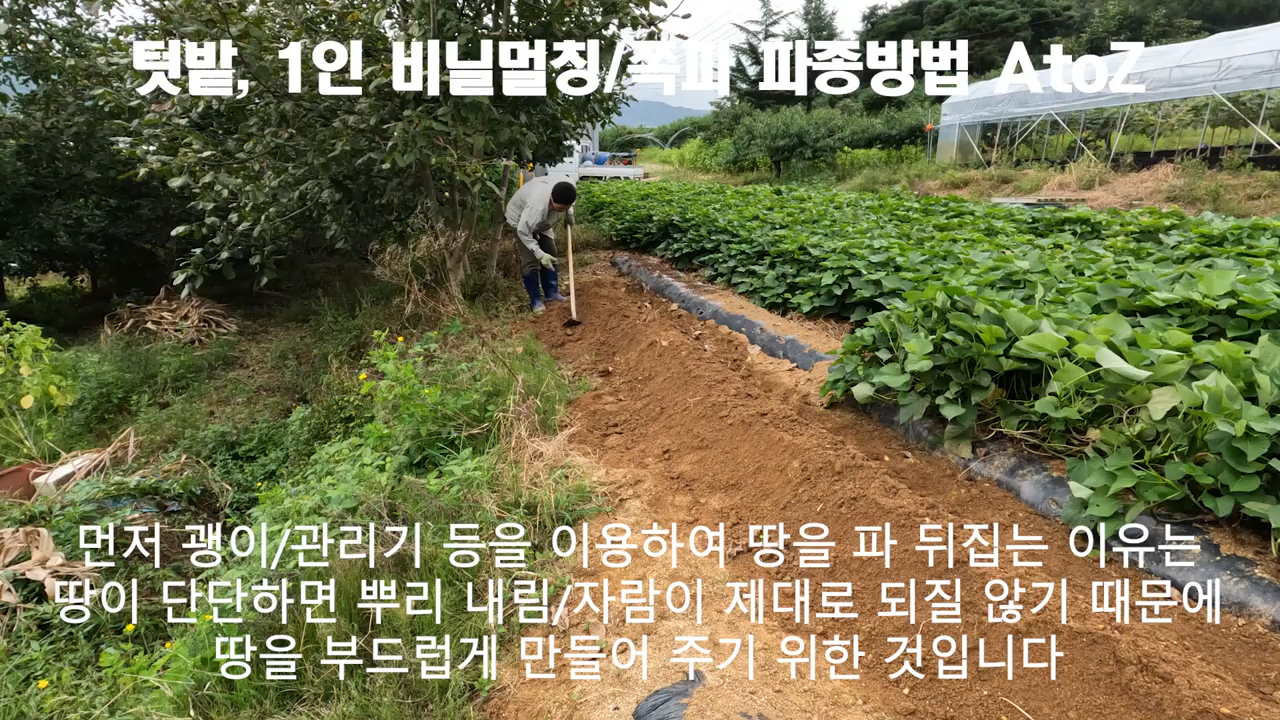 텃밭, 1인 비닐멀칭/쪽파 파종방법 AtoZ
먼저 괭이/관리기 등을 이용하여 땅을 파 뒤집는 이유는
땅이 단단하면 뿌리 내림/자람이 제대로 되질 않기 때문에
땅을 부드럽게 만들어 주기 위한 것입니다